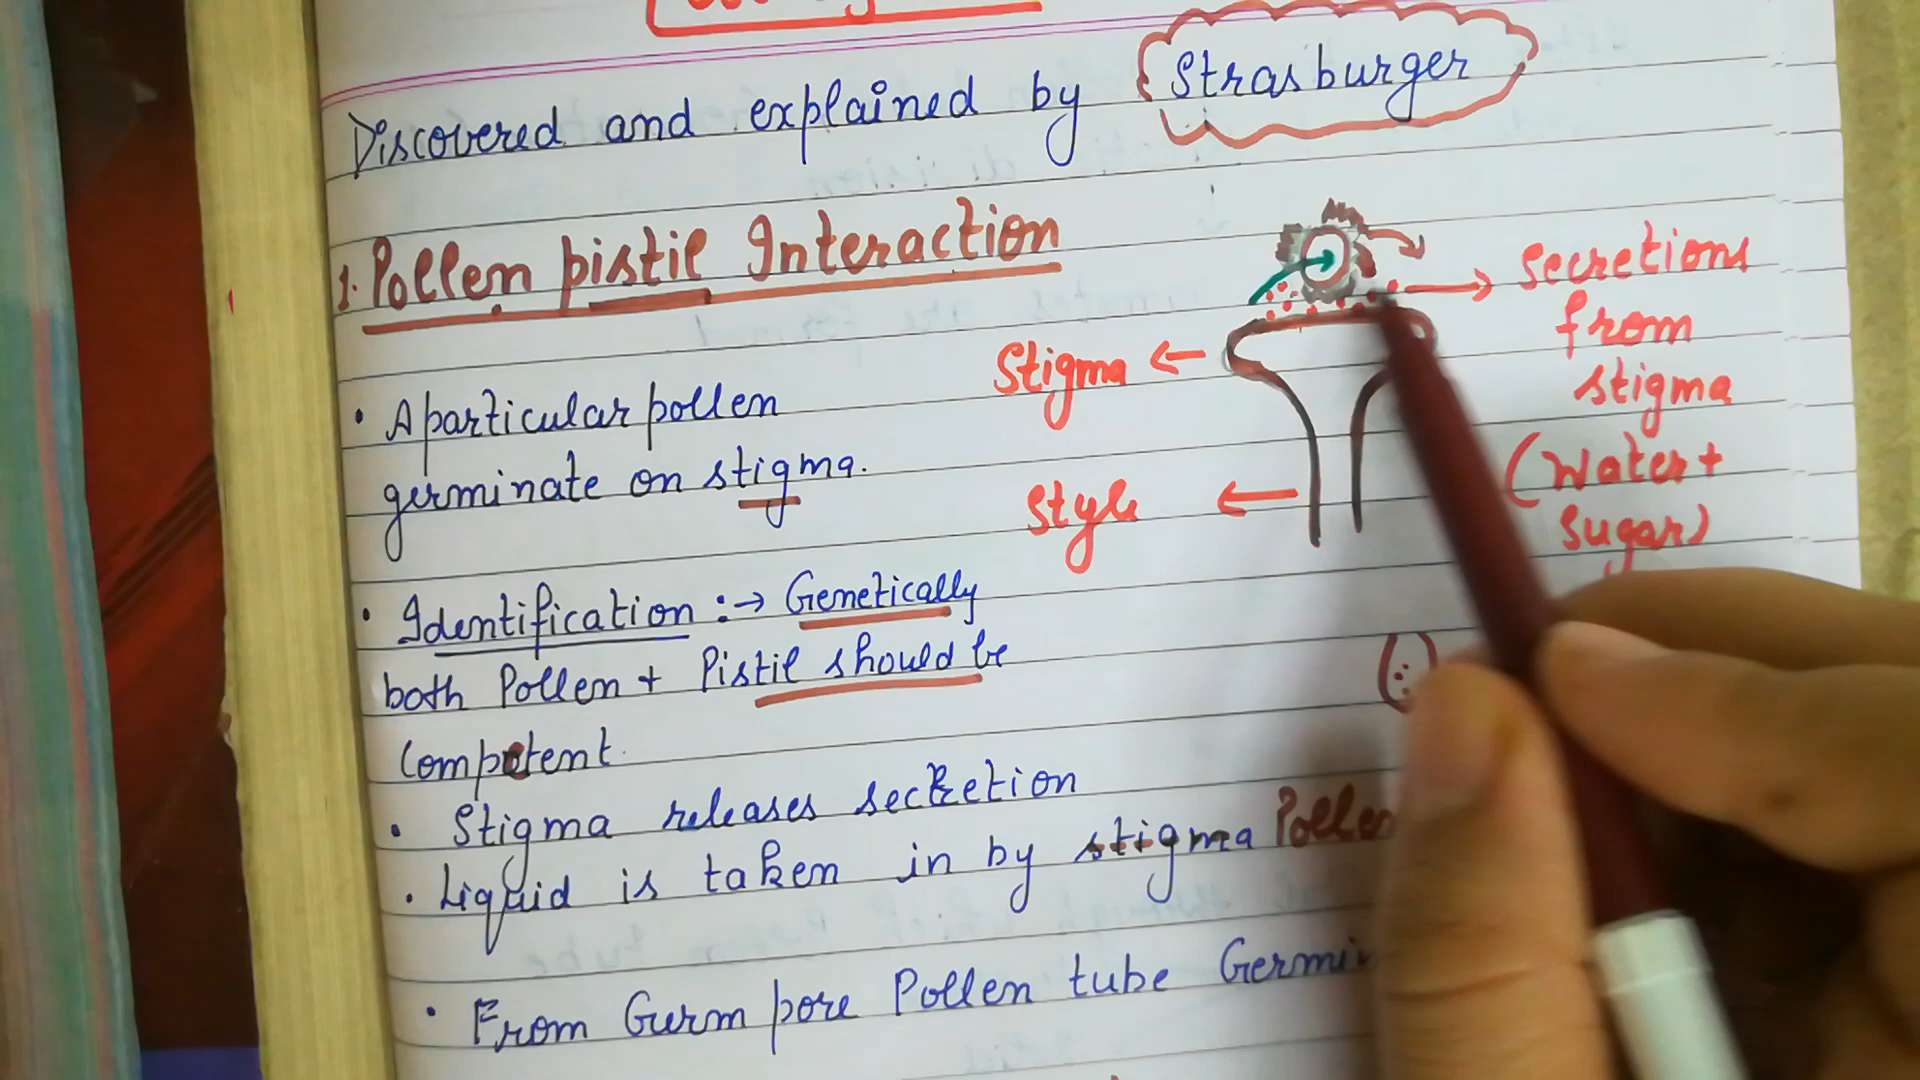 Discovered and explained by Strasburger
1. Pollen pistil Interaction
• A particular pollen
germinate on stigma.
• Identification :→ Genetically
both Pollen + Pistil should be
Competent.
• Stigma releases secretion
• Liquid is taken in by stigma Pollen
• From Germ pore Pollen tube
Stigma ←
Style ←
→ Secretions
from
stigma
(Water +
sugar)